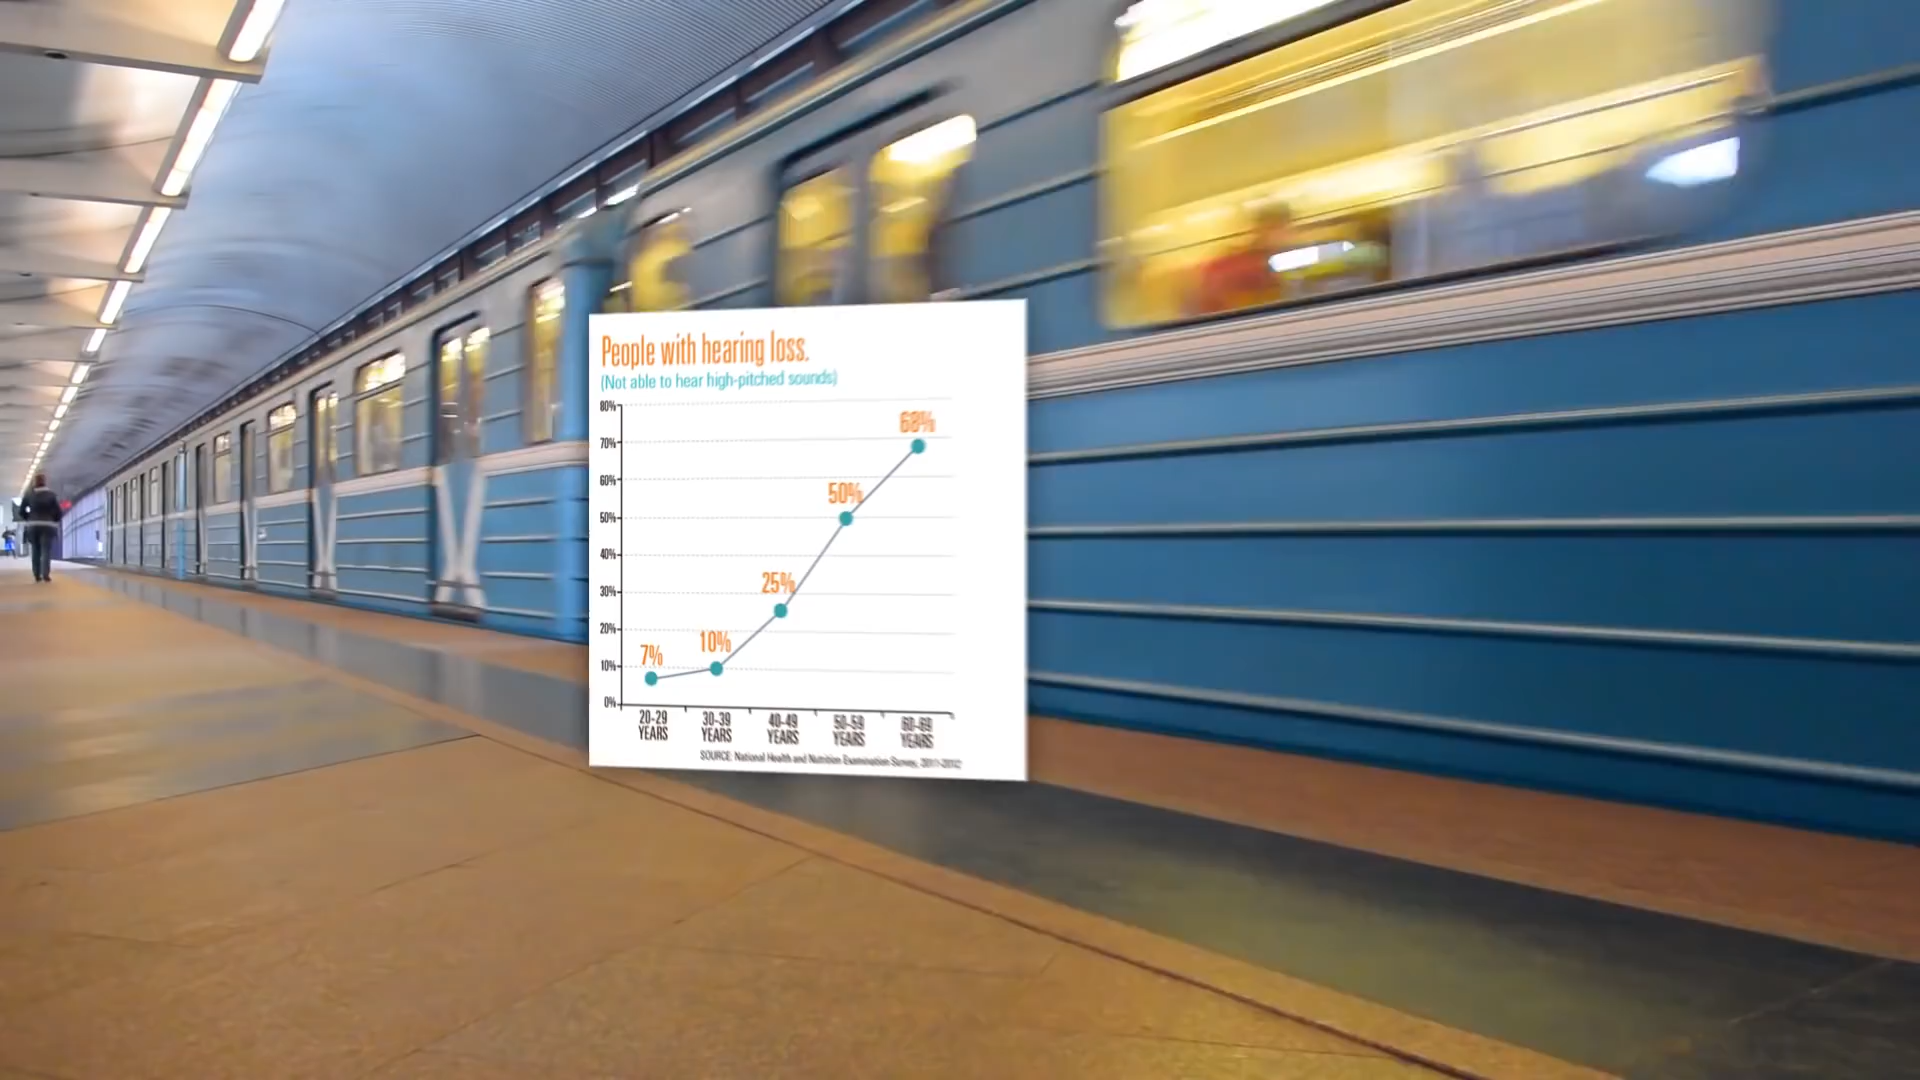 People with hearing loss.
(Not able to hear high-pitched sounds)
80%
70%
60%
50%
40%
30%
20%
10%
0%
7%
10%
25%
50%
68%
20-29
YEARS
30-39
YEARS
40-49
YEARS
50-59
YEARS
60-69
YEARS
SOURCE: National Health and Nutrition Examination Survey, 2011-2012